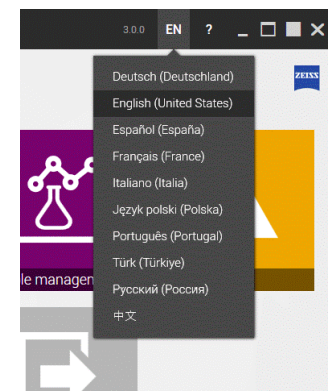 3.0.0 EN ?
Deutsch (Deutschland)
ZEISS
English (United States)
Español (España)
Français (France)
Italiano (Italia)
Język polski (Polska)
Português (Portugal)
Türk (Türkiye)
le managem
Русский (Россия)
中文